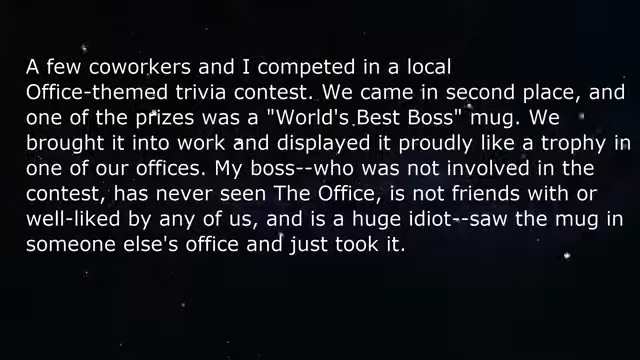 A few coworkers and I competed in a local
Office-themed trivia contest. We came in second place, and
one of the prizes was a "World's Best Boss" mug. We
brought it into work and displayed it proudly like a trophy in
one of our offices. My boss--who was not involved in the
contest, has never seen The Office, is not friends with or
well-liked by any of us, and is a huge idiot--saw the mug in
someone else's office and just took it.